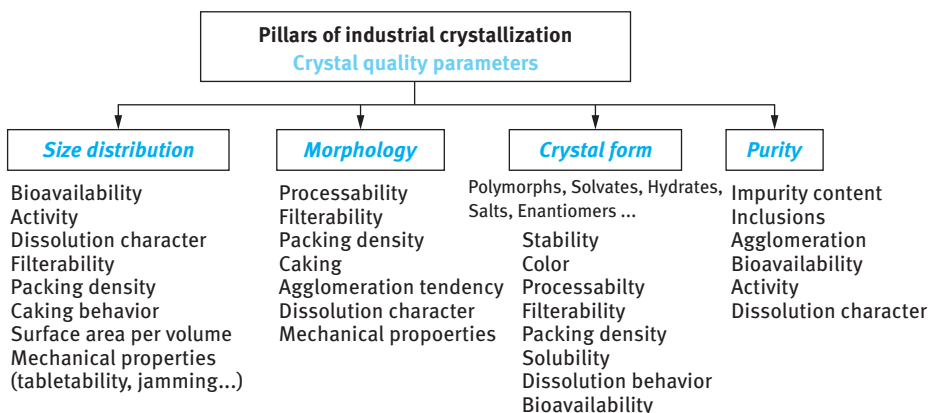 Pillars of industrial crystallization
Crystal quality parameters
Size distribution
Bioavailability
Activity
Dissolution character
Filterability
Packing density
Caking behavior
Surface area per volume
Mechanical properties
(tabletability, jamming...)
Morphology
Processability
Filterability
Packing density
Caking
Agglomeration tendency
Dissolution character
Mechanical propoerties
Crystal form
Polymorphs, Solvates, Hydrates,
Salts, Enantiomers ...
Stability
Color
Processabilty
Filterability
Packing density
Solubility
Dissolution behavior
Bioavailability
Purity
Impurity content
Inclusions
Agglomeration
Bioavailability
Activity
Dissolution character